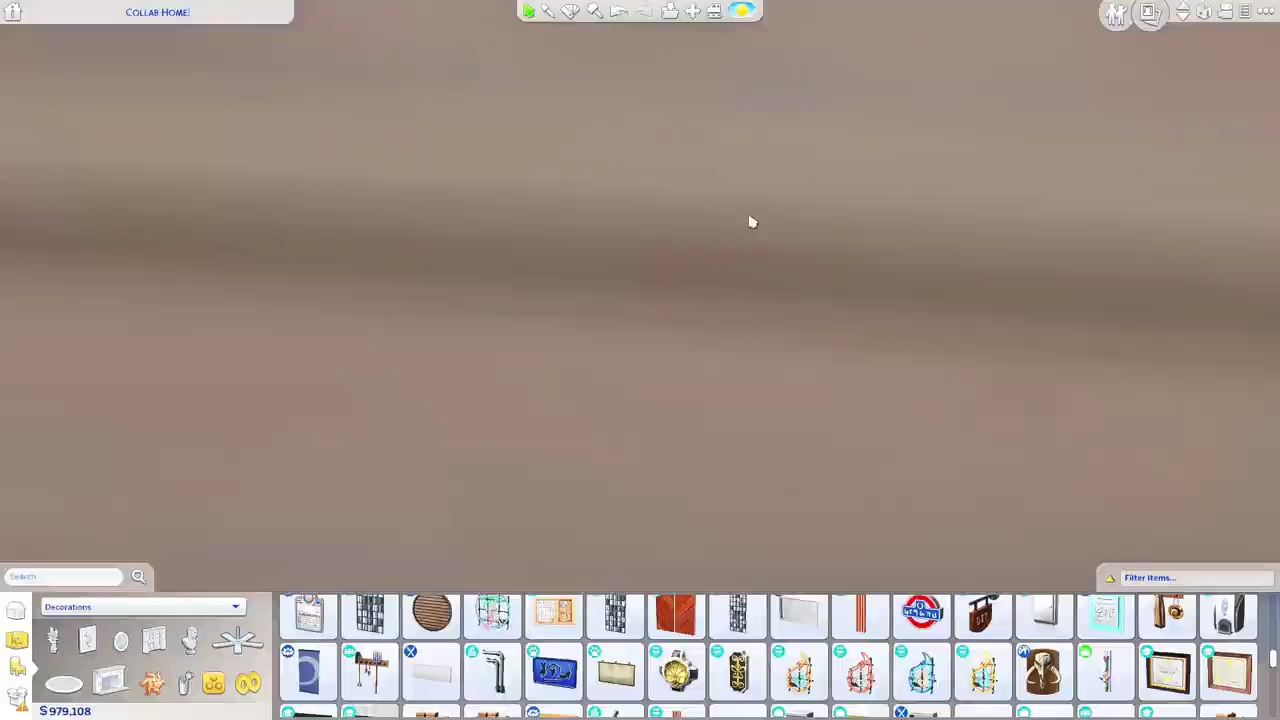 Collab Home!
Search
Filter Items...
Decorations
$979,108